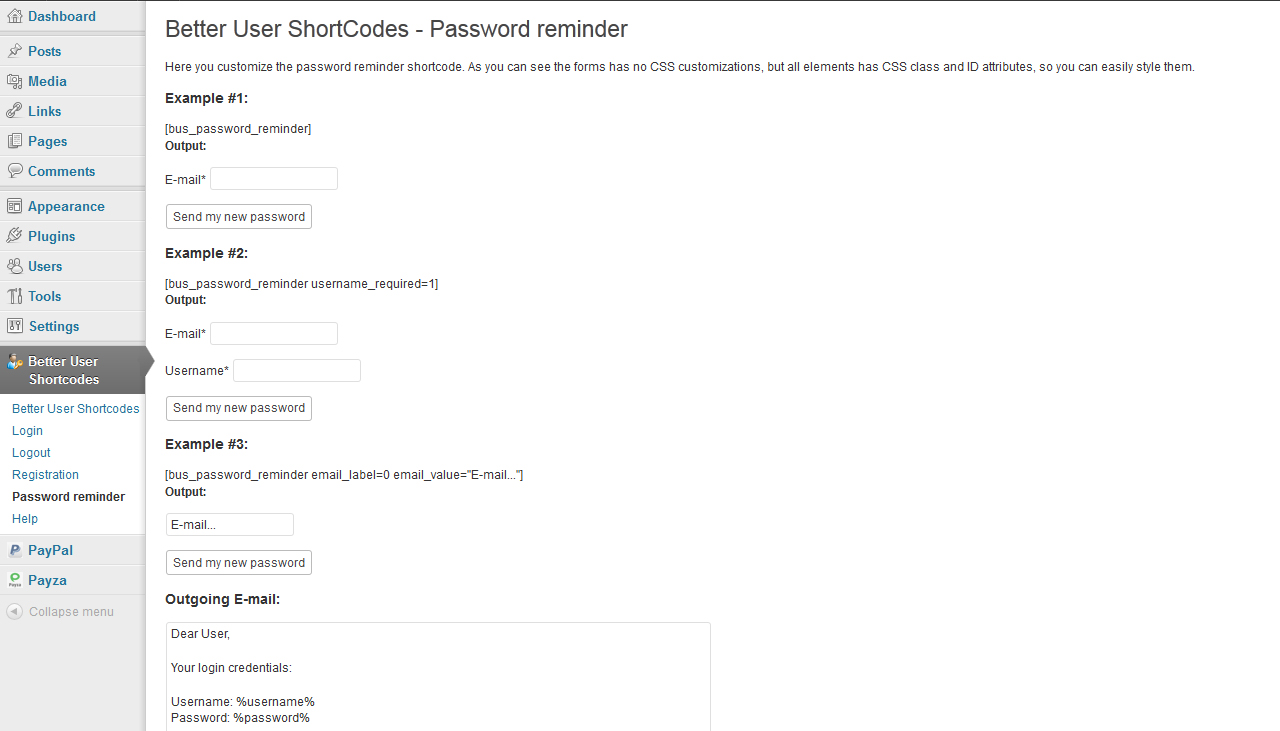 Dashboard
Posts
Media
Links
Pages
Comments
Appearance
Plugins
Users
Tools
Settings
Better User
Shortcodes
Better User Shortcodes
Login
Logout
Registration
Password reminder
Help
PayPal
Payza
Collapse menu
Better User ShortCodes - Password reminder
Here you customize the password reminder shortcode. As you can see the forms has no CSS customizations, but all elements has CSS class and ID attributes, so you can easily style them.
Example #1:
[bus_password_reminder]
Output:
E-mail*
Send my new password
Example #2:
[bus_password_reminder username_required=1]
Output:
E-mail*
Username*
Send my new password
Example #3:
[bus_password_reminder email_label=0 email_value="E-mail..."]
Output:
E-mail...
Send my new password
Outgoing E-mail:
Dear User,
Your login credentials:
Username: %username%
Password: %password%